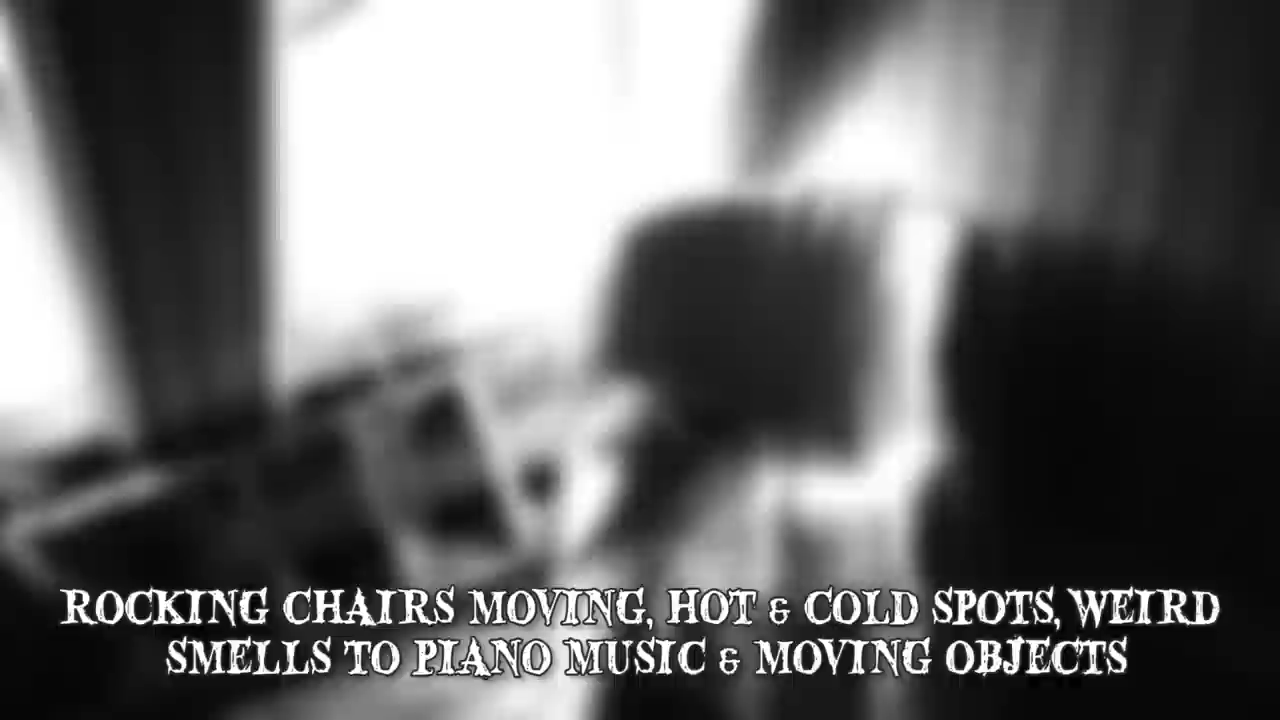 ROCKING CHAIRS MOVING, HOT & COLD SPOTS, WEIRD
SMELLS TO PIANO MUSIC & MOVING OBJECTS